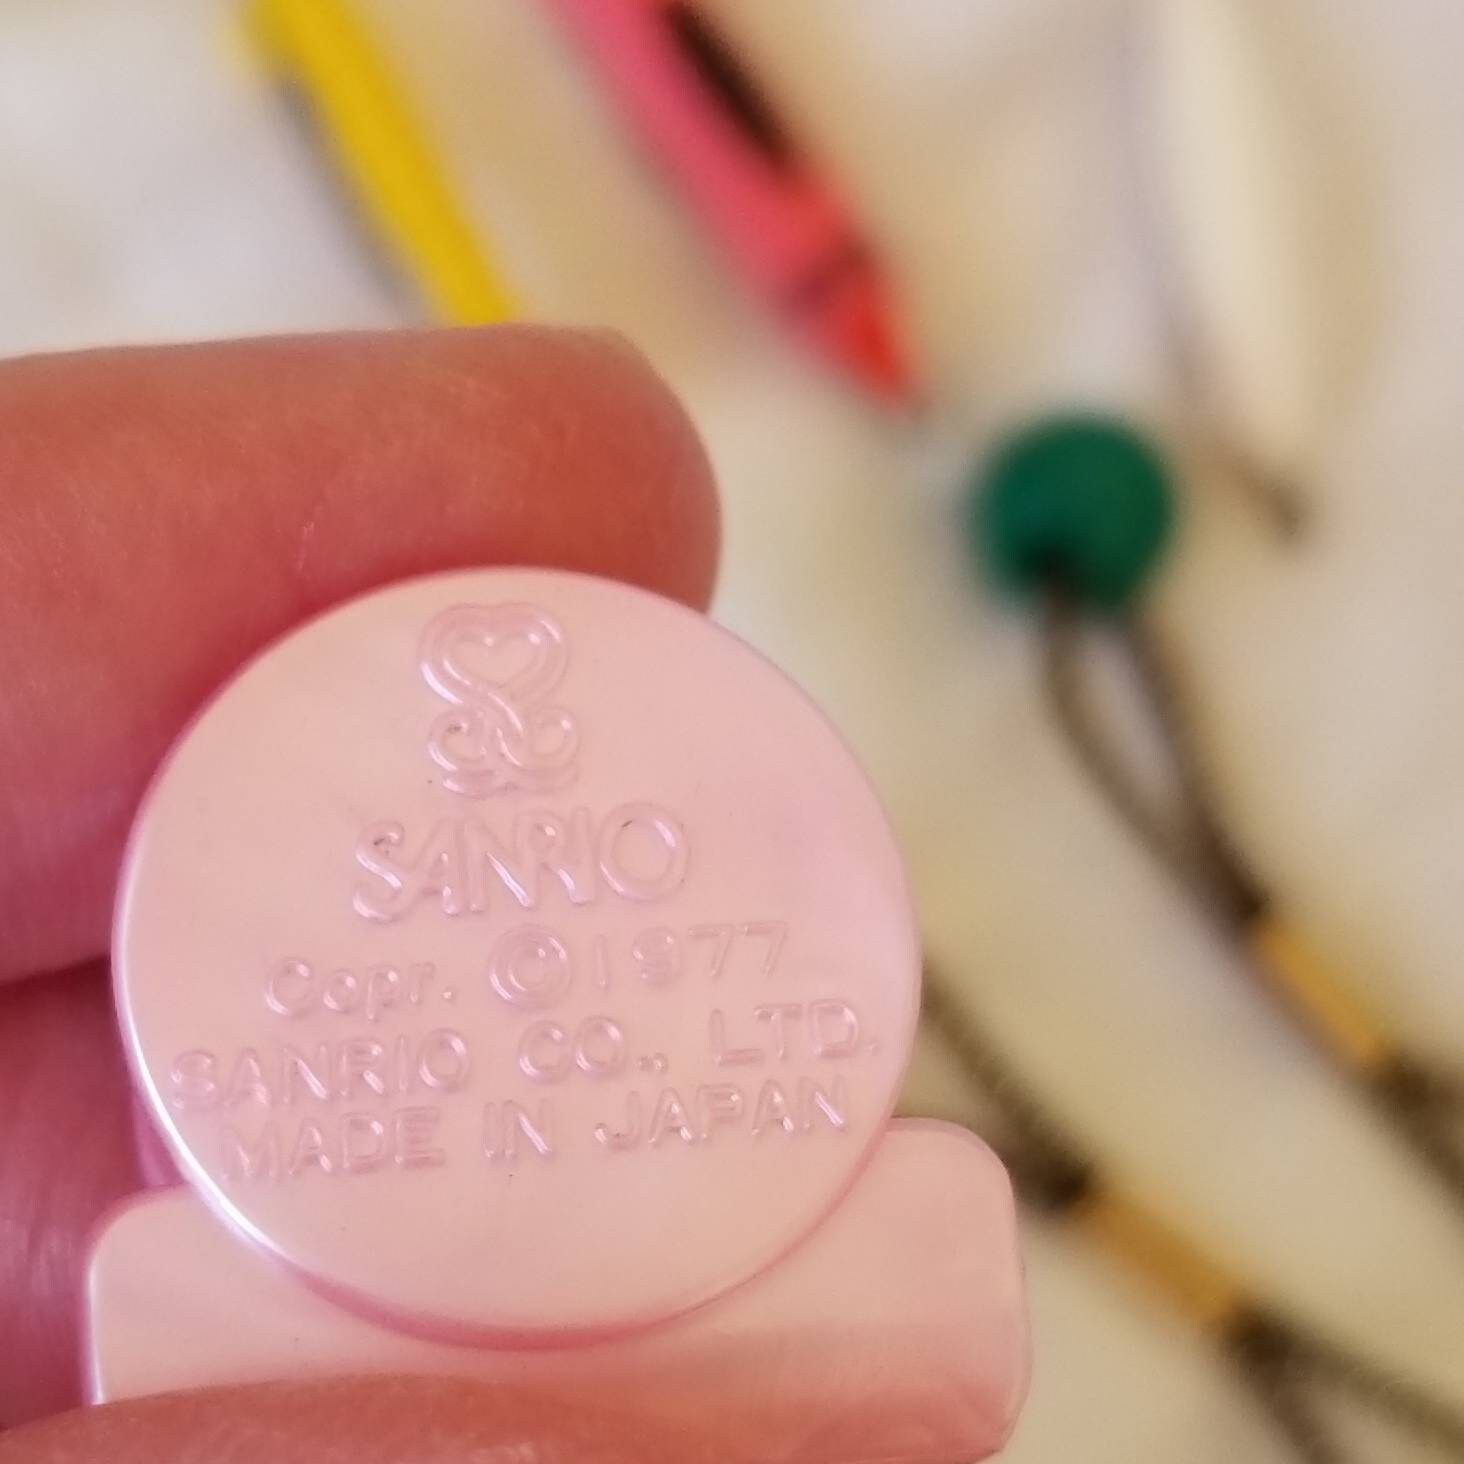 SANRIO
Copr. ©1977
SANRIO CO., LTD.
MADE IN JAPAN